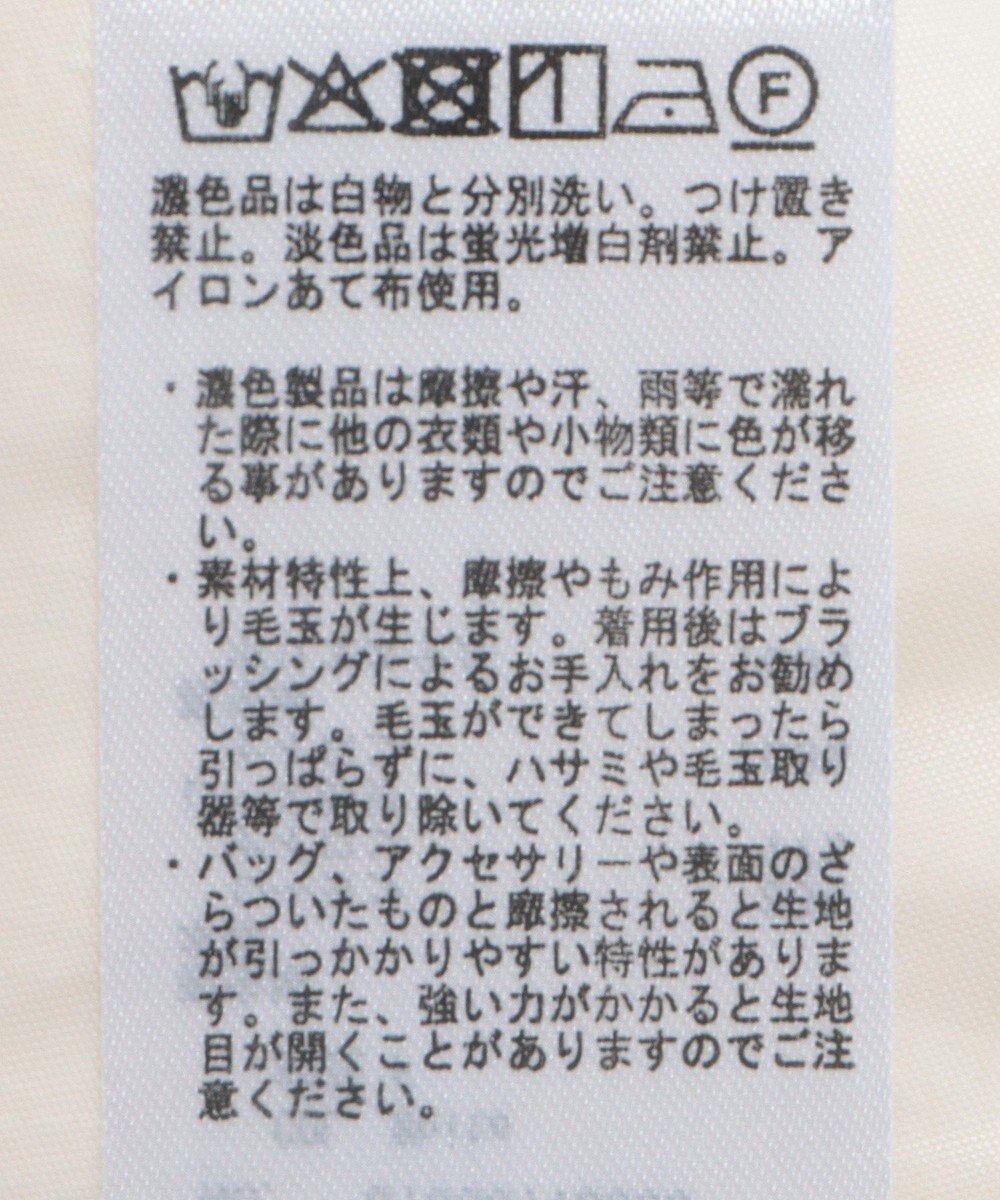 F
濃色品は白物と分別洗い。つけ置き
禁止。淡色品は蛍光増白剤禁止。ア
イロンあて布使用。
・濃色製品は摩擦や汗、雨等で濡れ
た際に他の衣類や小物類に色が移
る事がありますのでご注意くださ
い。
・素材特性上、摩擦やもみ作用によ
り毛玉が生じます。着用後はブラ
ッシングによるお手入れをお勧め
します。毛玉ができてしまったら
引っぱらずに、ハサミや毛玉取り
器等で取り除いてください。
・バッグ、アクセサリーや表面のざ
らついたものと摩擦されると生地
が引っかかりやすい特性がありま
す。また、強い力がかかると生地
目が開くことがありますのでご注
意ください。